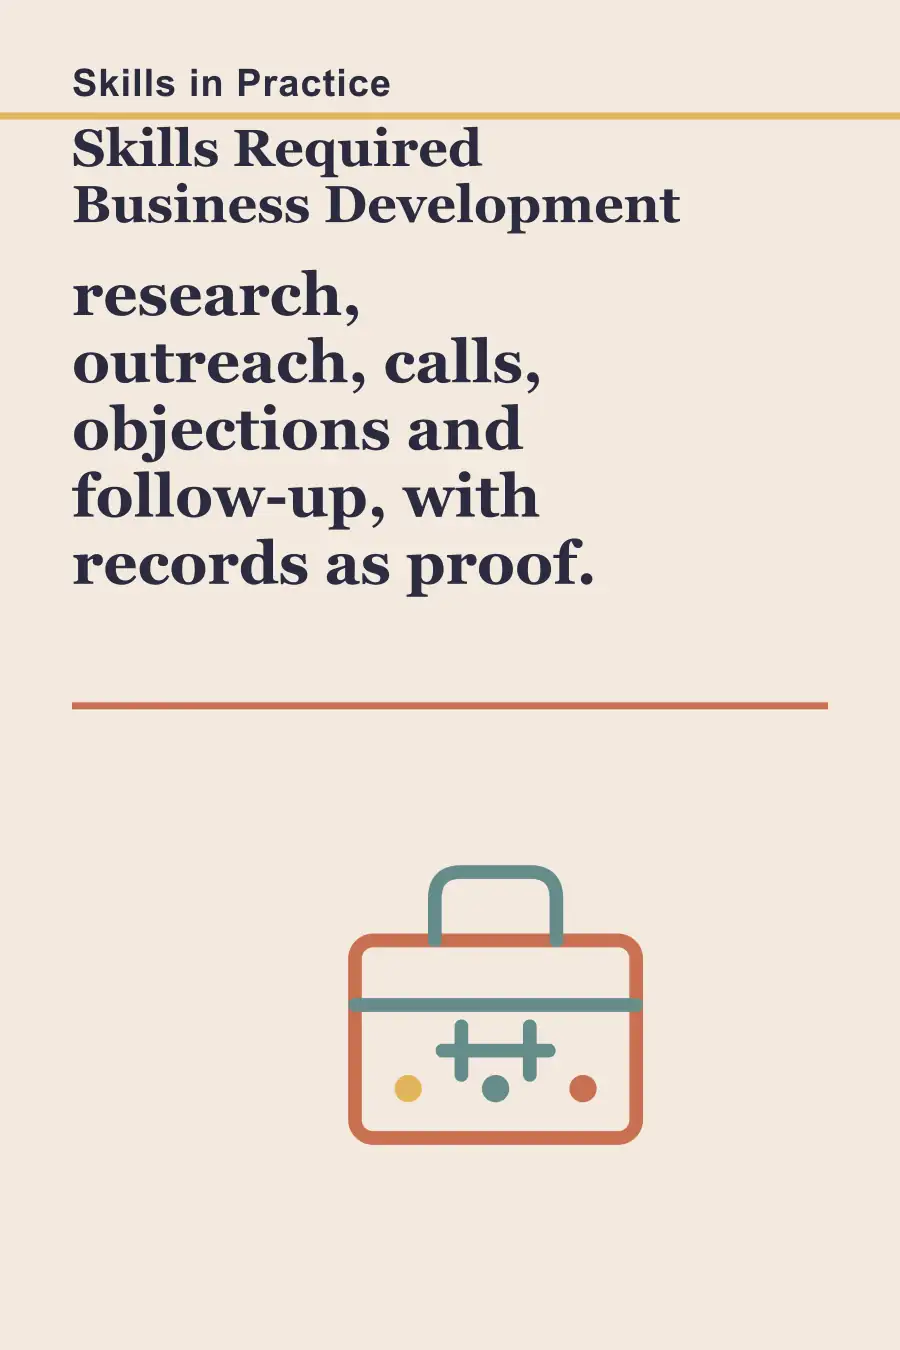 Skills in Practice
Skills Required
Business Development
research,
outreach, calls,
objections and
follow-up, with
records as proof.